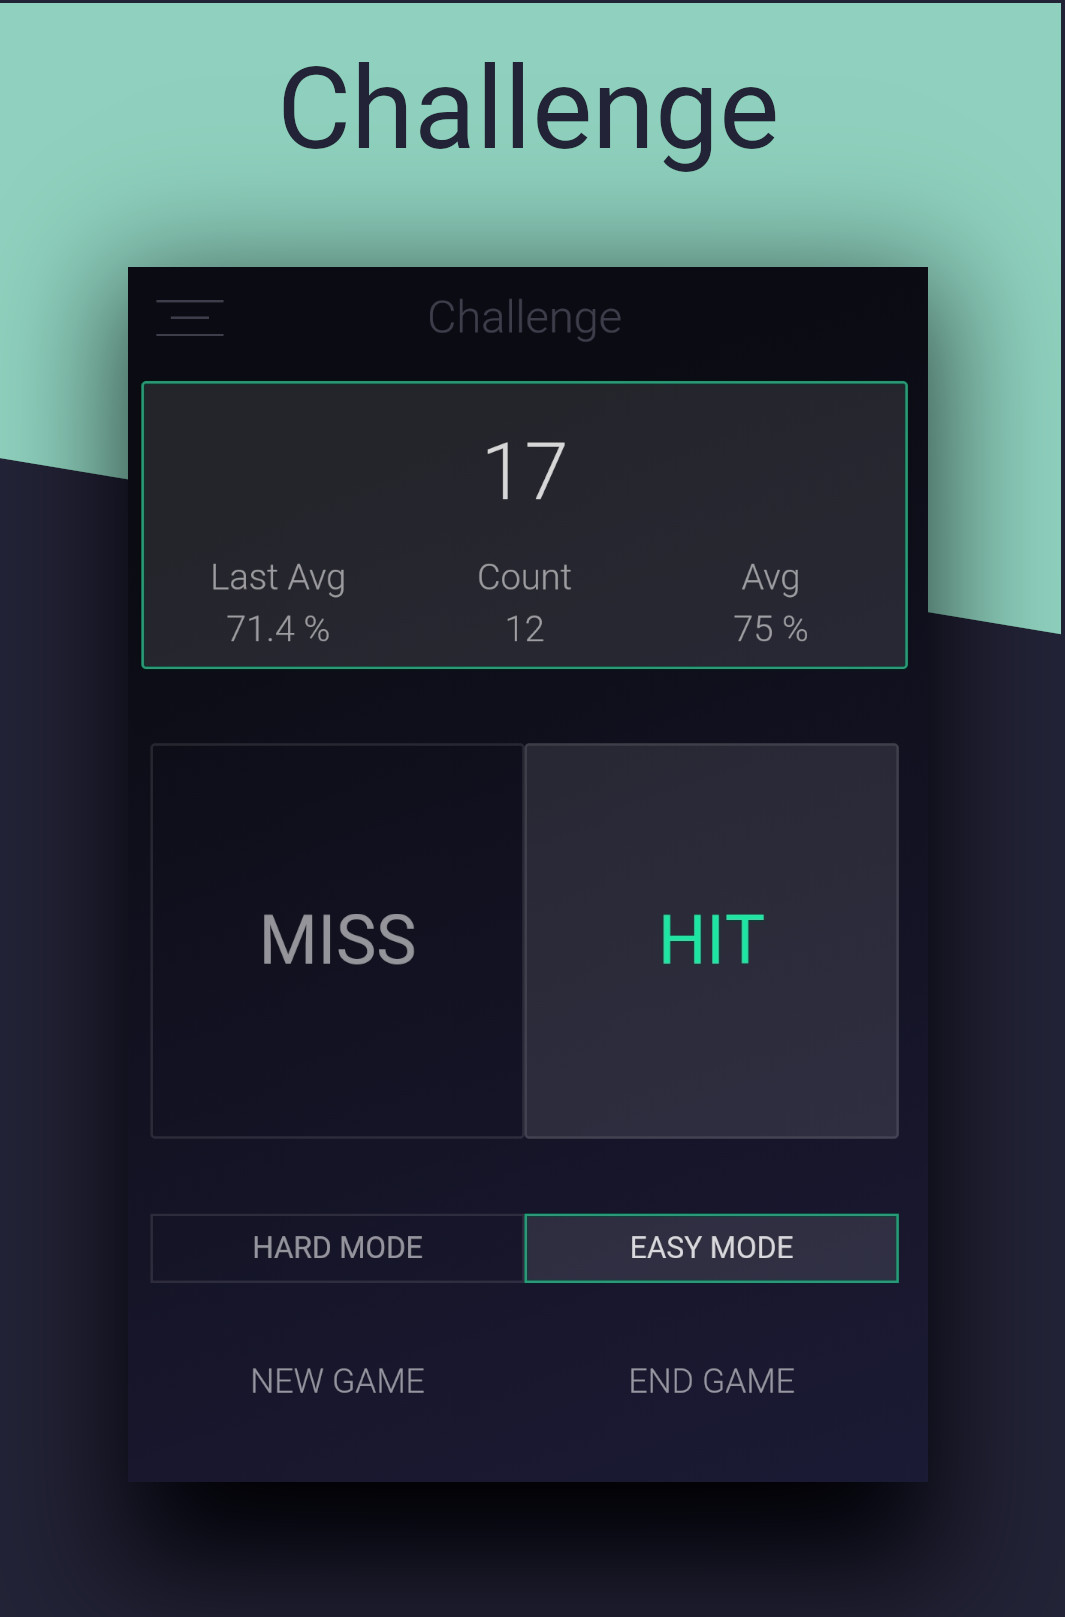 Challenge
Challenge
17
Last Avg Count Avg
71.4 % 12 75 %
MISS HIT
HARD MODE EASY MODE
NEW GAME END GAME